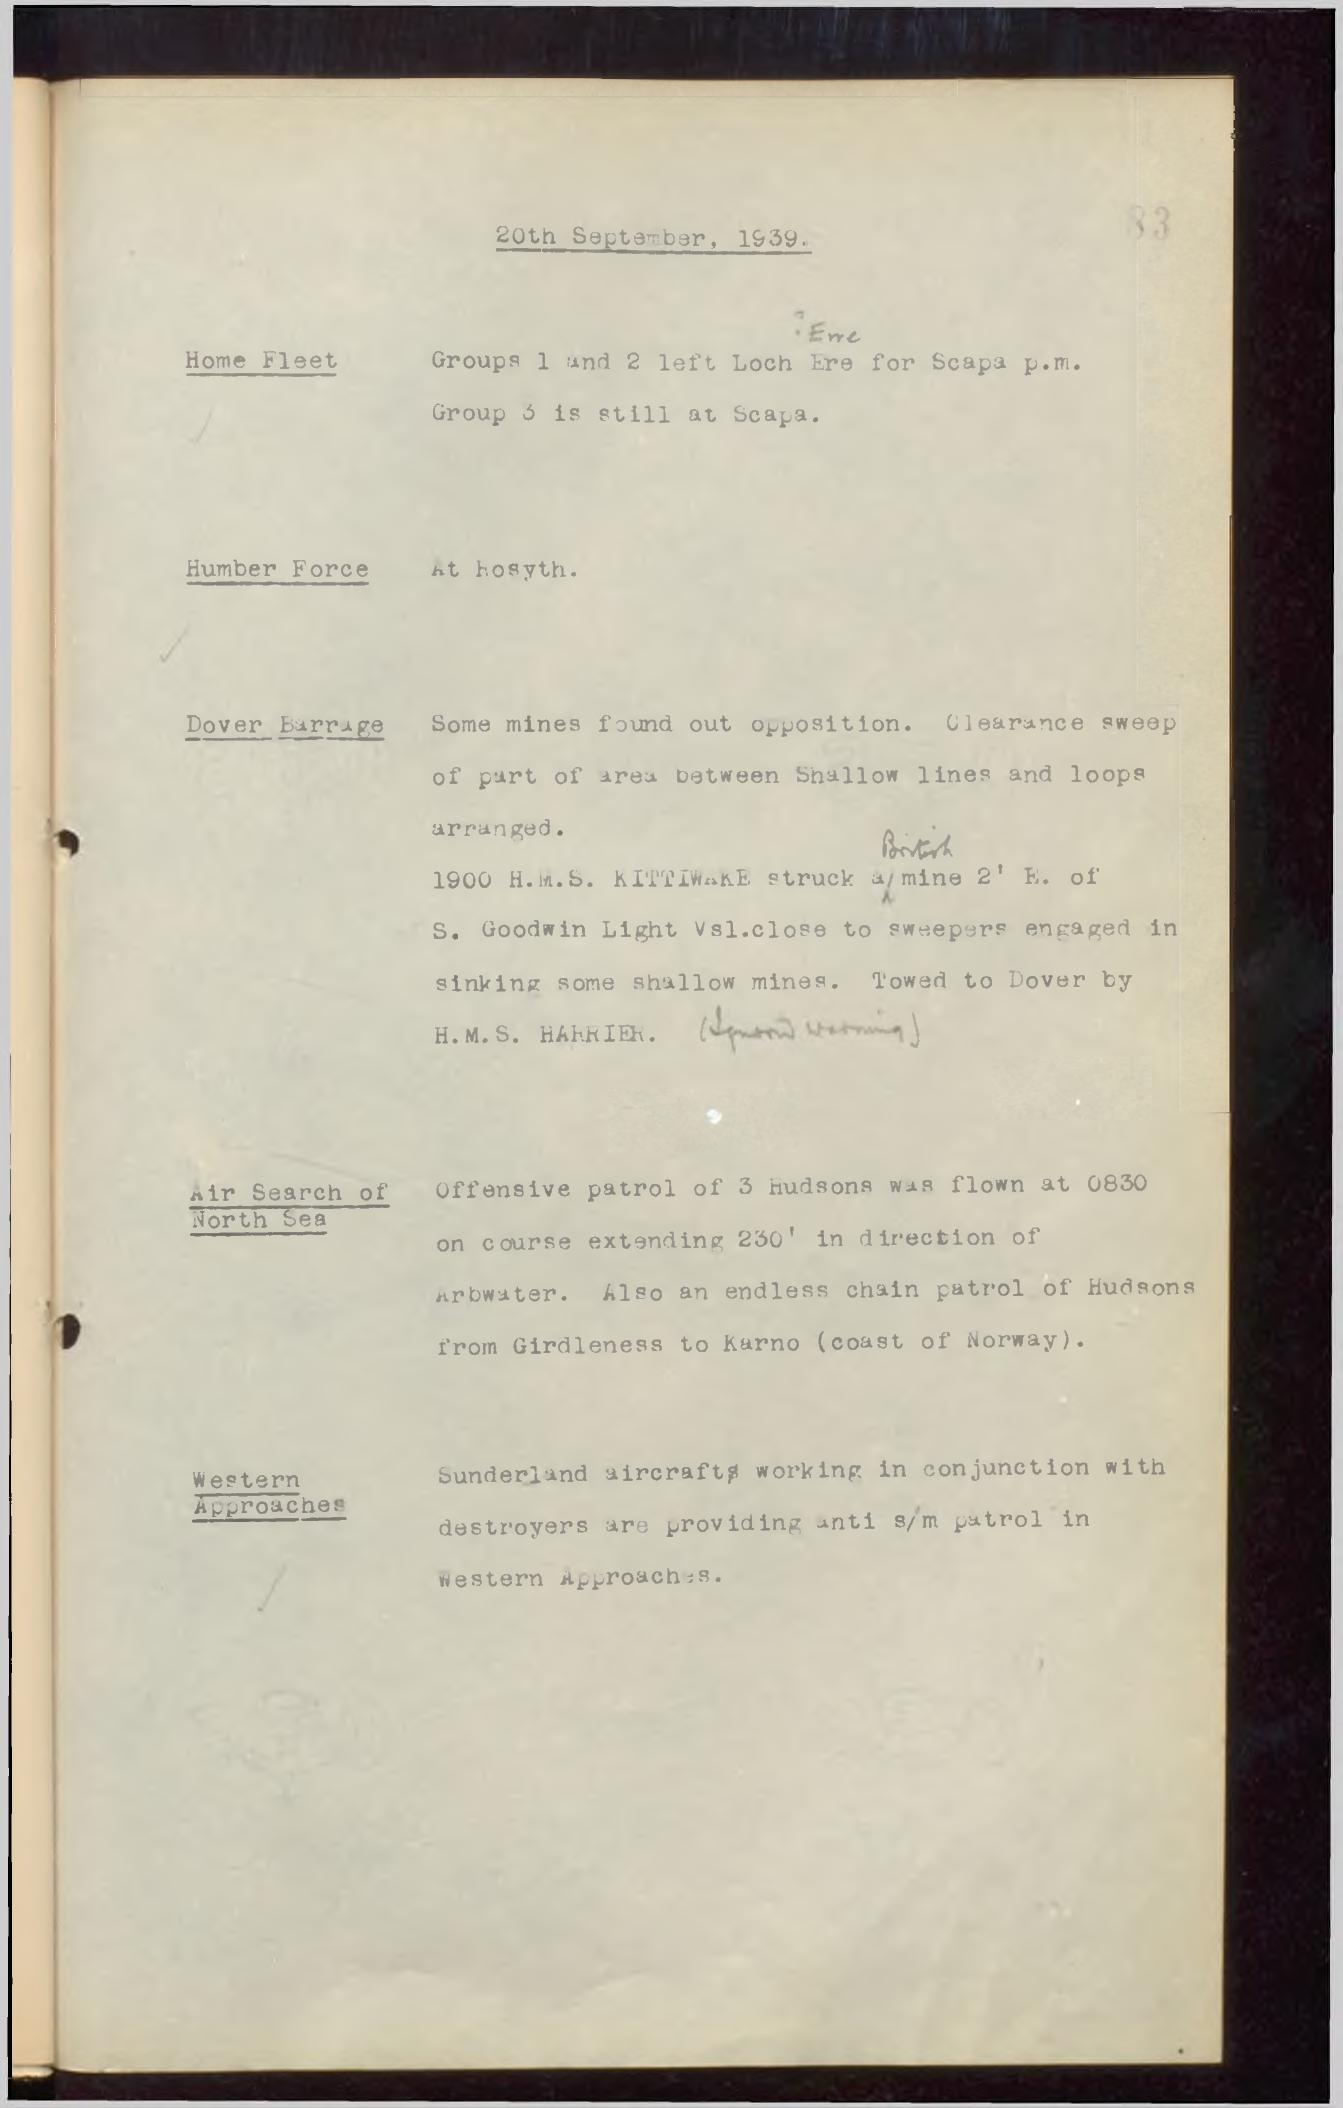 83
20th September, 1939.
? Erve
Home Fleet Groups 1 and 2 left Loch Ere for Scapa p.m.
Group 3 is still at Scapa.
Humber Force At Rosyth.
Dover Barrage Some mines found out opposition. Clearance sweep
of part of area between Shallow lines and loops
arranged.
British
1900 H.M.S. KITTIWAKE struck a/mine 2' E. of
S. Goodwin Light Vsl.close to sweepers engaged in
sinking some shallow mines. Towed to Dover by
H.M.S. HARRIER. (Ignored warning)
Air Search of Offensive patrol of 3 Hudsons was flown at 0830
North Sea
on course extending 230' in direction of
Arbwater. Also an endless chain patrol of Hudsons
from Girdleness to Karno (coast of Norway).
Western Sunderland aircrafts working in conjunction with
Approaches
destroyers are providing anti s/m patrol in
Western Approaches.